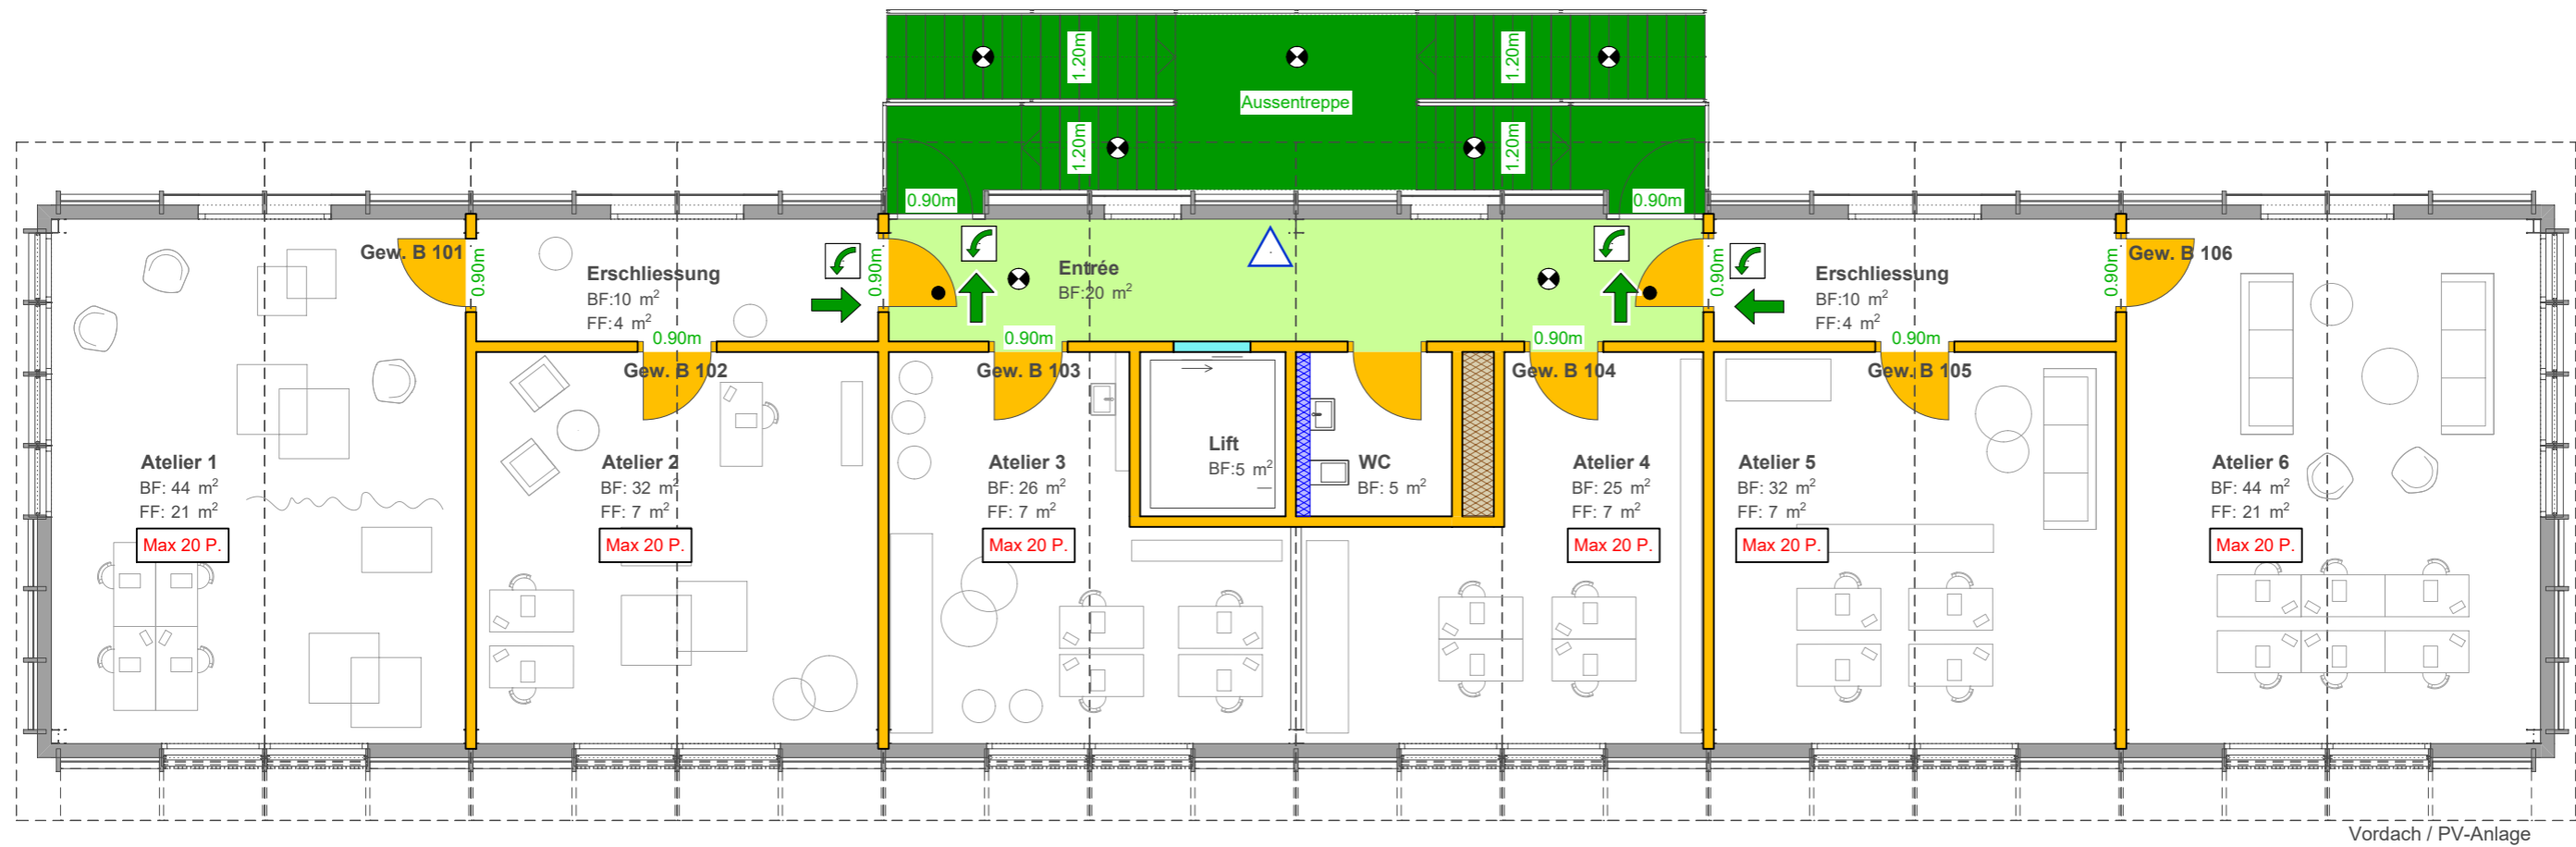 1.20m
1.20m
Aussentreppe
1.20m
1.20m
0.90m
0.90m
Gew. B 101
0.90m
Erschliessung
BF:10 m²
FF:4 m²
0.90m
0.90m
Entrée
BF:20 m²
0.90m
Erschliessung
BF:10 m²
FF:4 m²
0.90m
Gew. B 106
0.90m
0.90m
0.90m
0.90m
Gew. B 102
Gew. B 103
Gew. B 104
Gew. B 105
Atelier 1
BF: 44 m²
FF: 21 m²
Max 20 P.
Atelier 2
BF: 32 m²
FF: 7 m²
Max 20 P.
Atelier 3
BF: 26 m²
FF: 7 m²
Max 20 P.
Lift
BF:5 m²
WC
BF: 5 m²
Atelier 4
BF: 25 m²
FF: 7 m²
Max 20 P.
Atelier 5
BF: 32 m²
FF: 7 m²
Max 20 P.
Atelier 6
BF: 44 m²
FF: 21 m²
Max 20 P.
Vordach / PV-Anlage